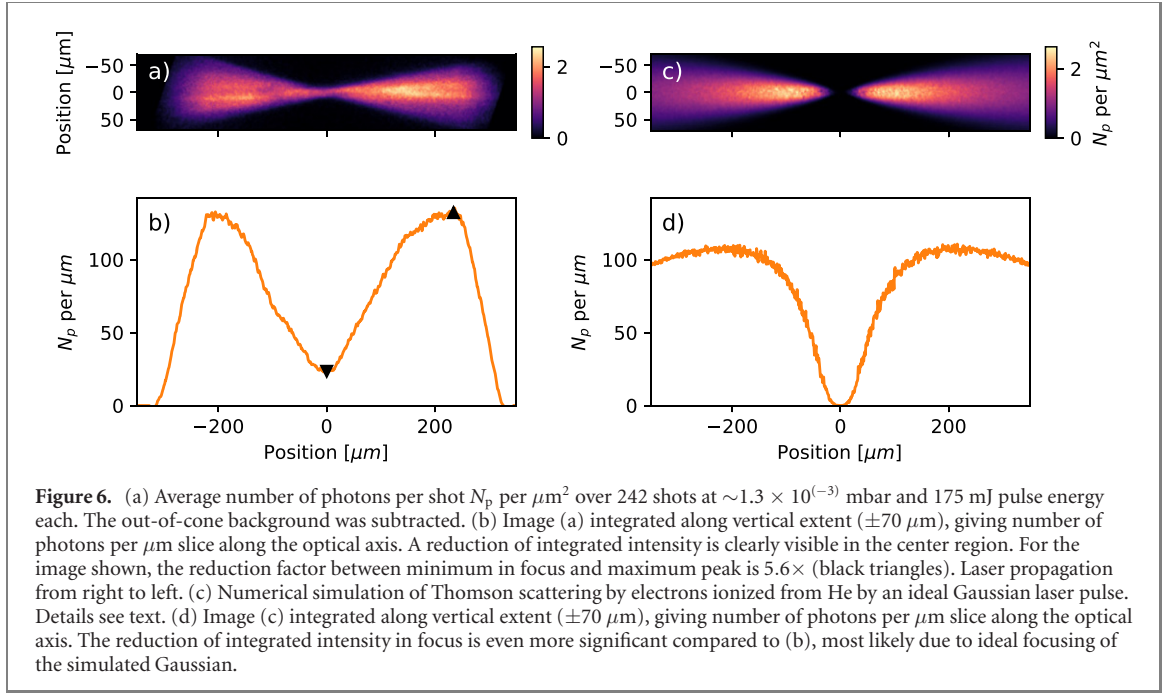 Position [μm]
−50
0
50
a)
2
0
c)
−50
0
50
2
0
N_p per μm²
b)
N_p per μm
100
50
0
−200
0
200
Position [μm]
d)
N_p per μm
100
50
0
−200
0
200
Position [μm]
Figure 6. (a) Average number of photons per shot N_p per μm² over 242 shots at ∼1.3 × 10^(−3) mbar and 175 mJ pulse energy
each. The out-of-cone background was subtracted. (b) Image (a) integrated along vertical extent (±70 μm), giving number of
photons per μm slice along the optical axis. A reduction of integrated intensity is clearly visible in the center region. For the
image shown, the reduction factor between minimum in focus and maximum peak is 5.6× (black triangles). Laser propagation
from right to left. (c) Numerical simulation of Thomson scattering by electrons ionized from He by an ideal Gaussian laser pulse.
Details see text. (d) Image (c) integrated along vertical extent (±70 μm), giving number of photons per μm slice along the optical
axis. The reduction of integrated intensity in focus is even more significant compared to (b), most likely due to ideal focusing of
the simulated Gaussian.